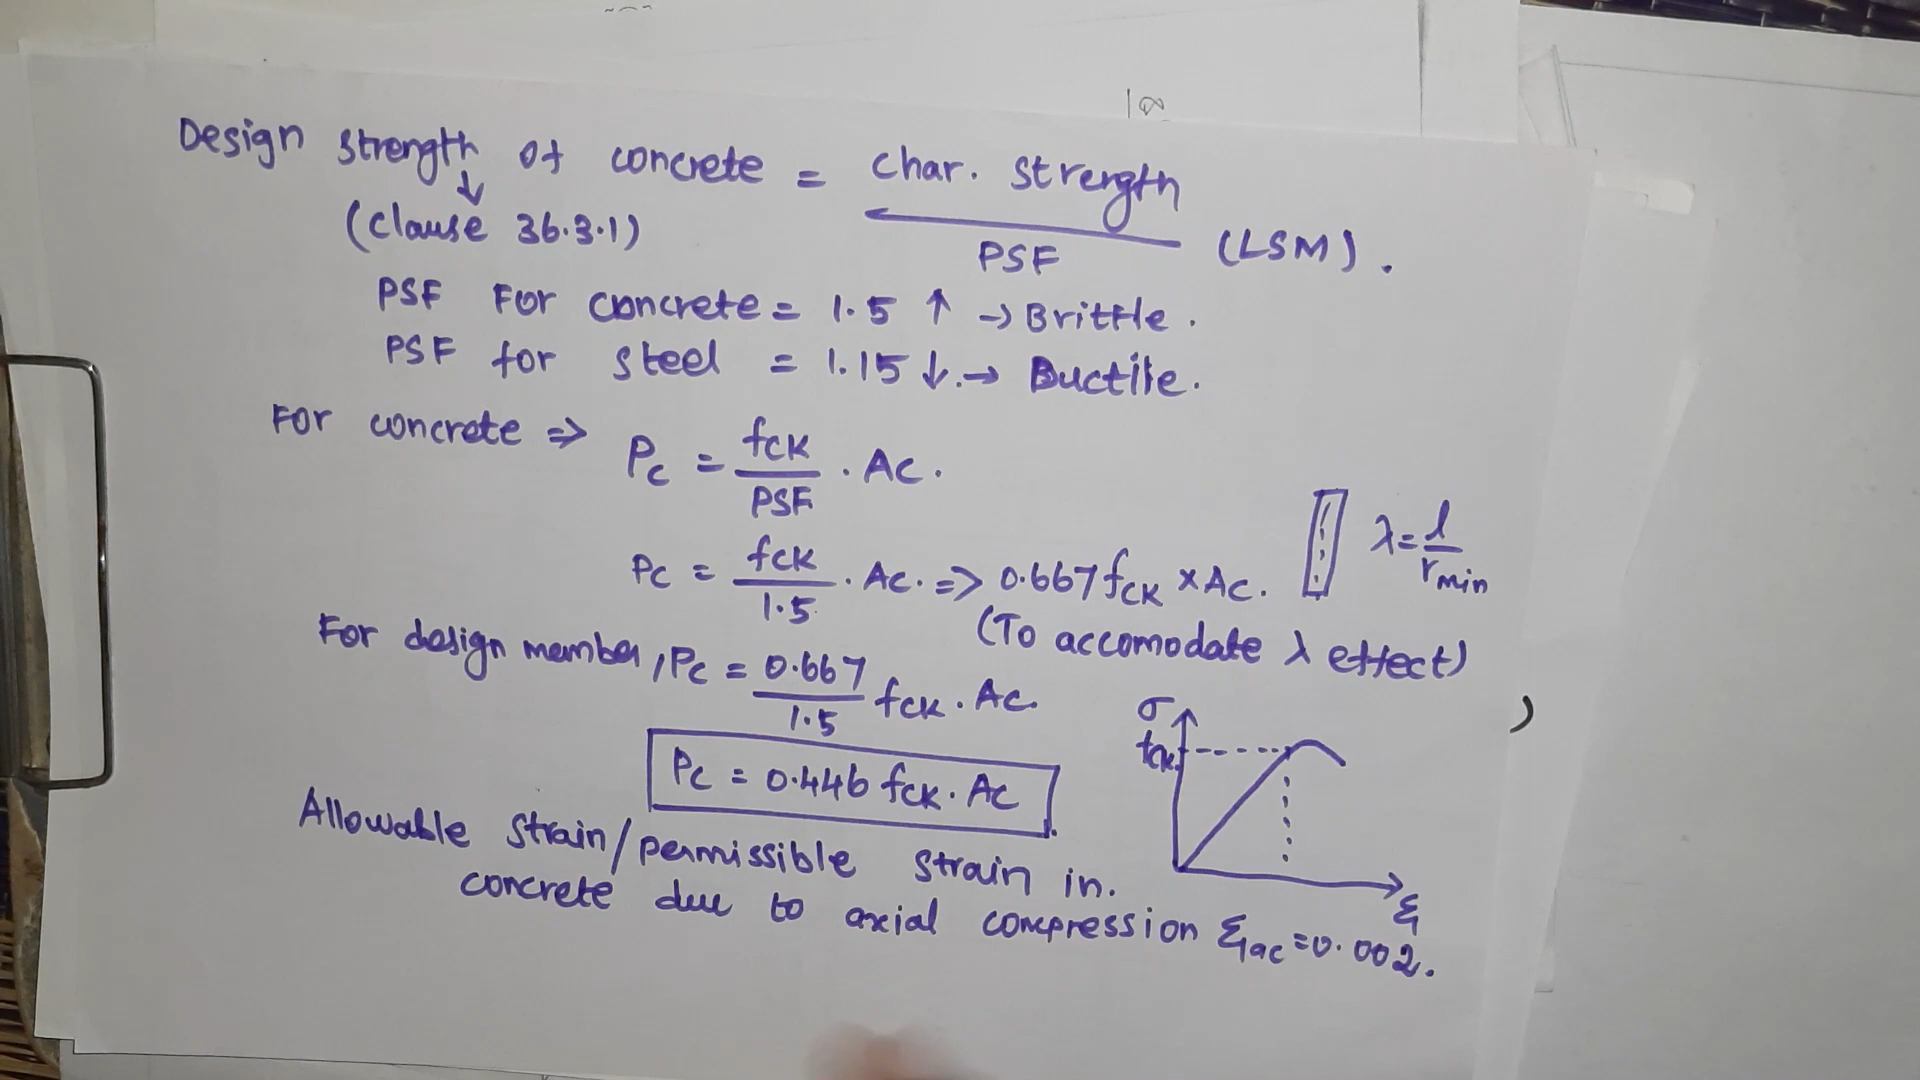 Design strength of concrete = Char. strength
PSF
(LSM).
(Clause 36.3.1)
PSF For concrete = 1.5 ↑ → Brittle.
PSF for steel = 1.15 ↓. → Ductile.
For concrete ⇒ Pc = fck / PSF . Ac.
Pc = fck / 1.5 . Ac. ⇒ 0.667 fck × Ac.
λ = l / rmin
(To accomodate λ effect)
For design member, Pc = 0.667 / 1.5 fck . Ac.
Pc = 0.446 fck . Ac
σ
fck
ε
Allowable strain/permissible strain in.
concrete due to axial compression εac = 0.002.